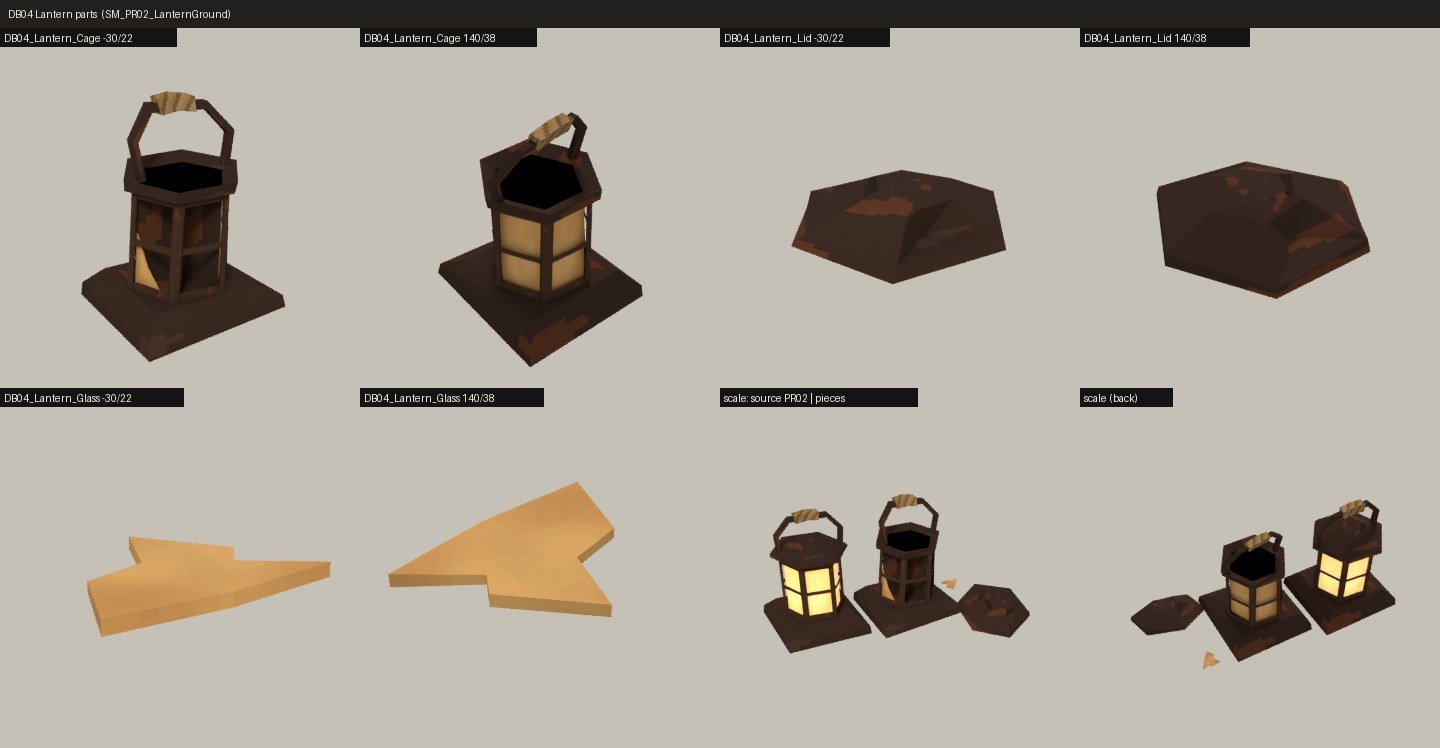 DB04 Lantern parts (SM_PR02_LanternGround)
DB04_Lantern_Cage -30/22
DB04_Lantern_Cage 140/38
DB04_Lantern_Lid -30/22
DB04_Lantern_Lid 140/38
DB04_Lantern_Glass -30/22
DB04_Lantern_Glass 140/38
scale: source PR02 | pieces
scale (back)